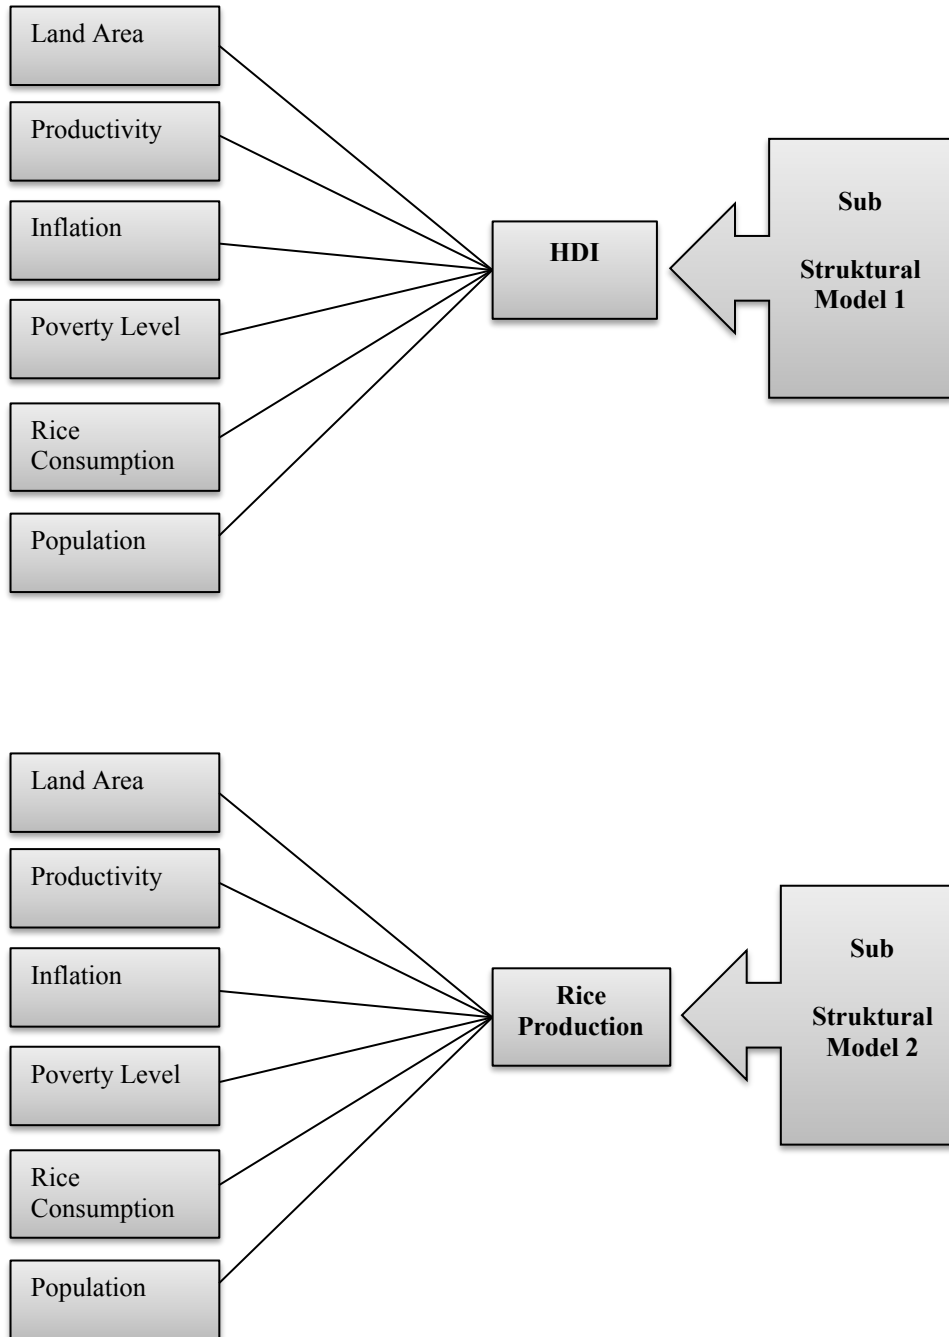 Land Area
Productivity
Inflation
Poverty Level
Rice
Consumption
Population
HDI
Sub
Struktural
Model 1
Land Area
Productivity
Inflation
Poverty Level
Rice
Consumption
Population
Rice
Production
Sub
Struktural
Model 2